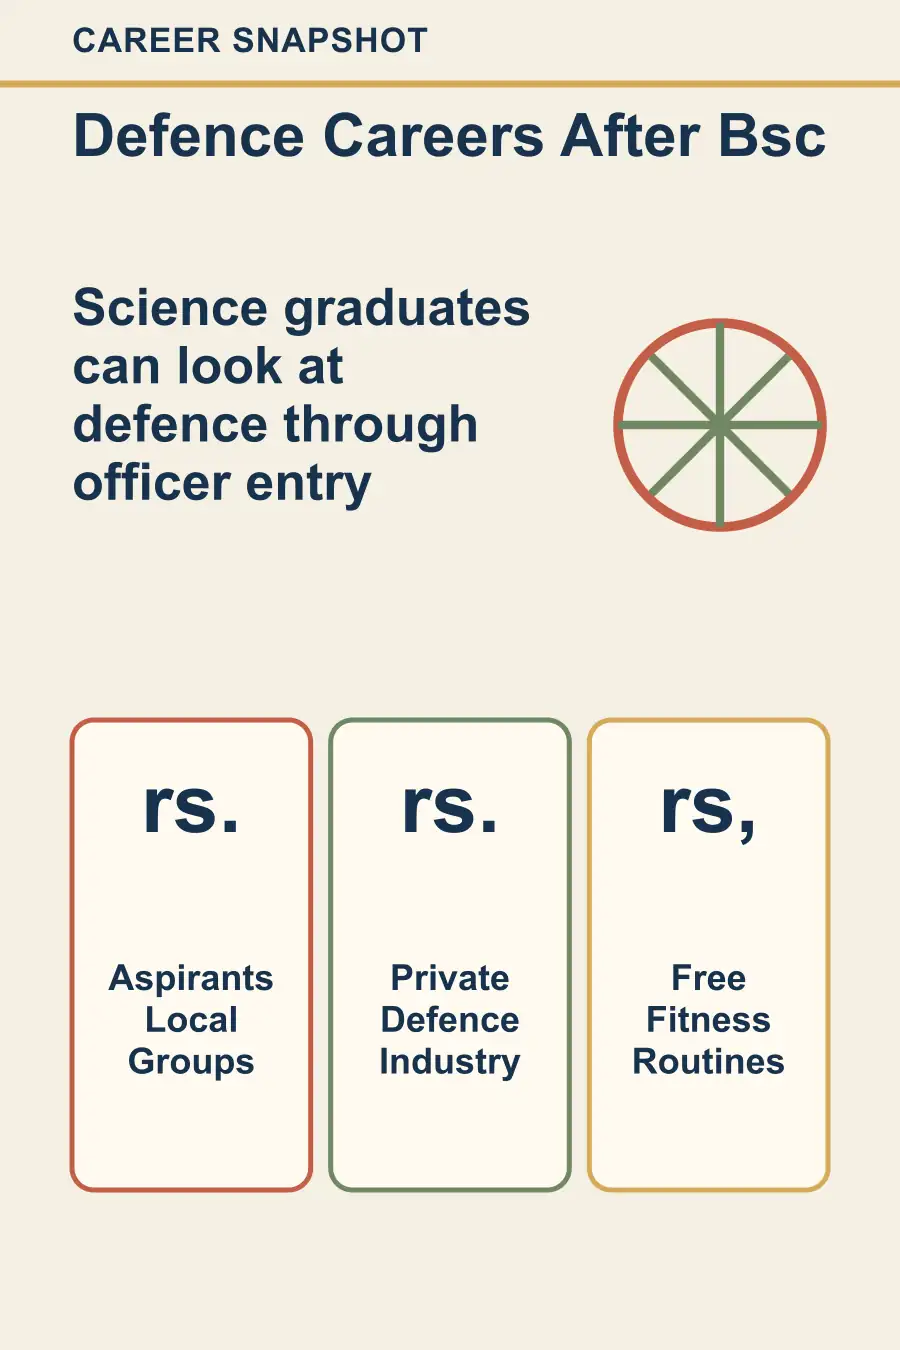 CAREER SNAPSHOT
Defence Careers After Bsc
Science graduates
can look at
defence through
officer entry
rs.
Aspirants
Local
Groups
rs.
Private
Defence
Industry
rs,
Free
Fitness
Routines